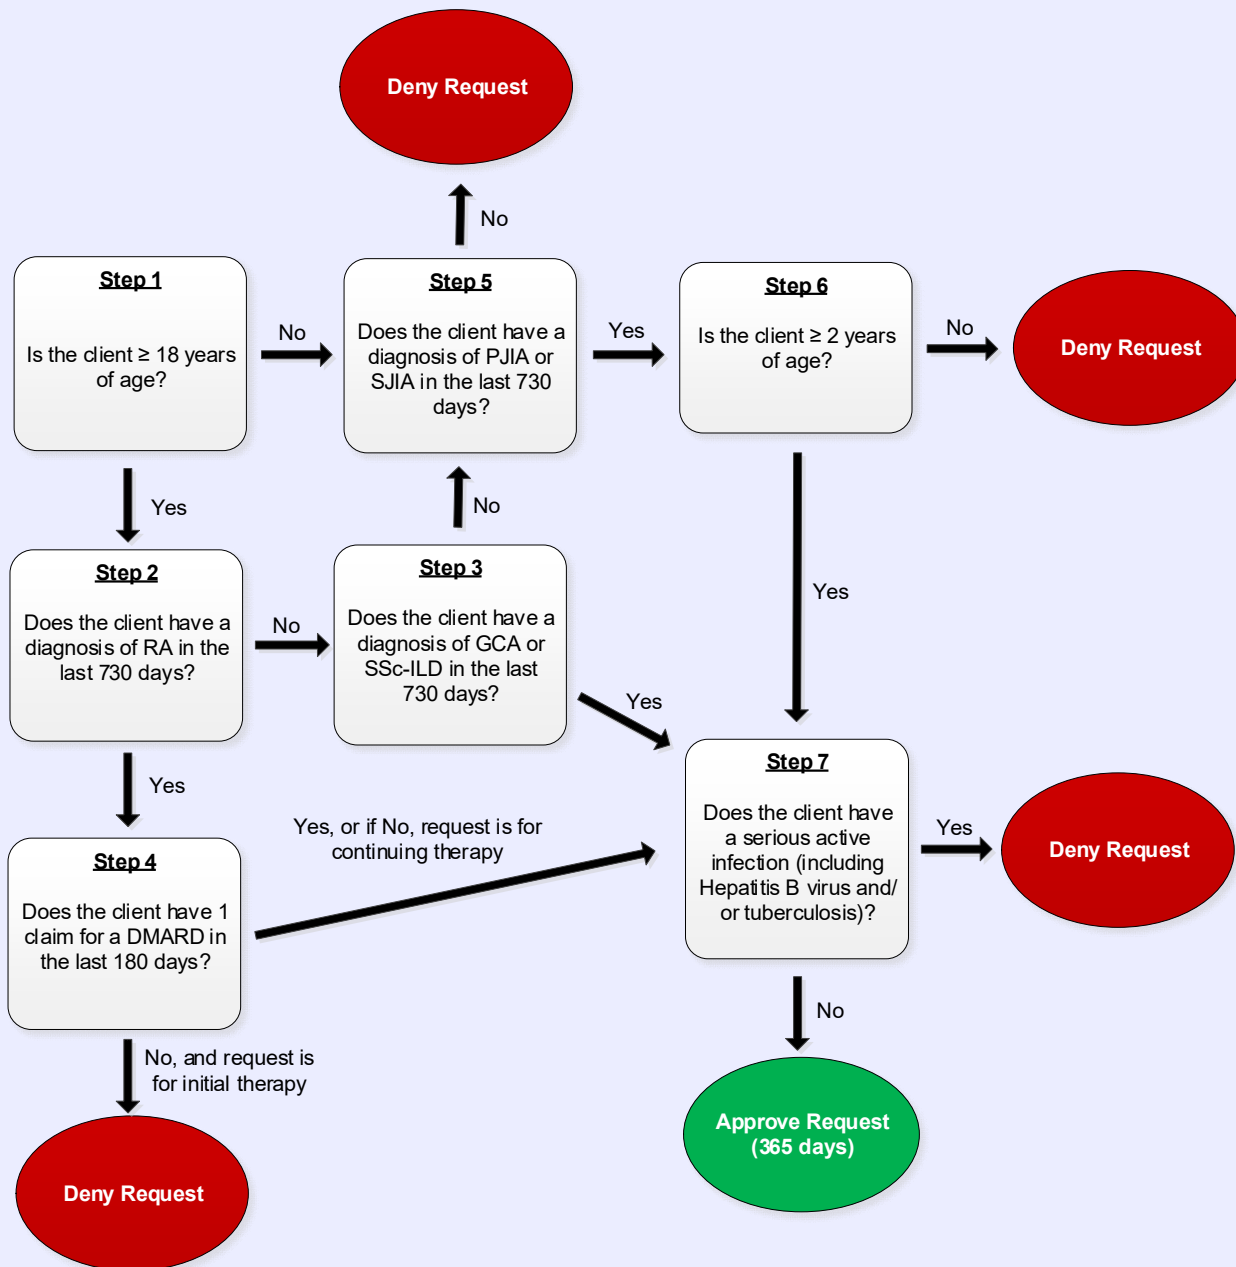 Deny Request
No
Step 1
Is the client ≥ 18 years
of age?
No
Step 5
Does the client have a
diagnosis of PJIA or
SJIA in the last 730
days?
Yes
Step 6
Is the client ≥ 2 years
of age?
No
Deny Request
Yes
No
Step 2
Does the client have a
diagnosis of RA in the
last 730 days?
No
Step 3
Does the client have a
diagnosis of GCA or
SSc-ILD in the last
730 days?
Yes
Yes
Yes
Step 4
Does the client have 1
claim for a DMARD in
the last 180 days?
Yes, or if No, request is for
continuing therapy
Step 7
Does the client have
a serious active
infection (including
Hepatitis B virus and/
or tuberculosis)?
Yes
Deny Request
No
No, and request is
for initial therapy
Approve Request
(365 days)
Deny Request